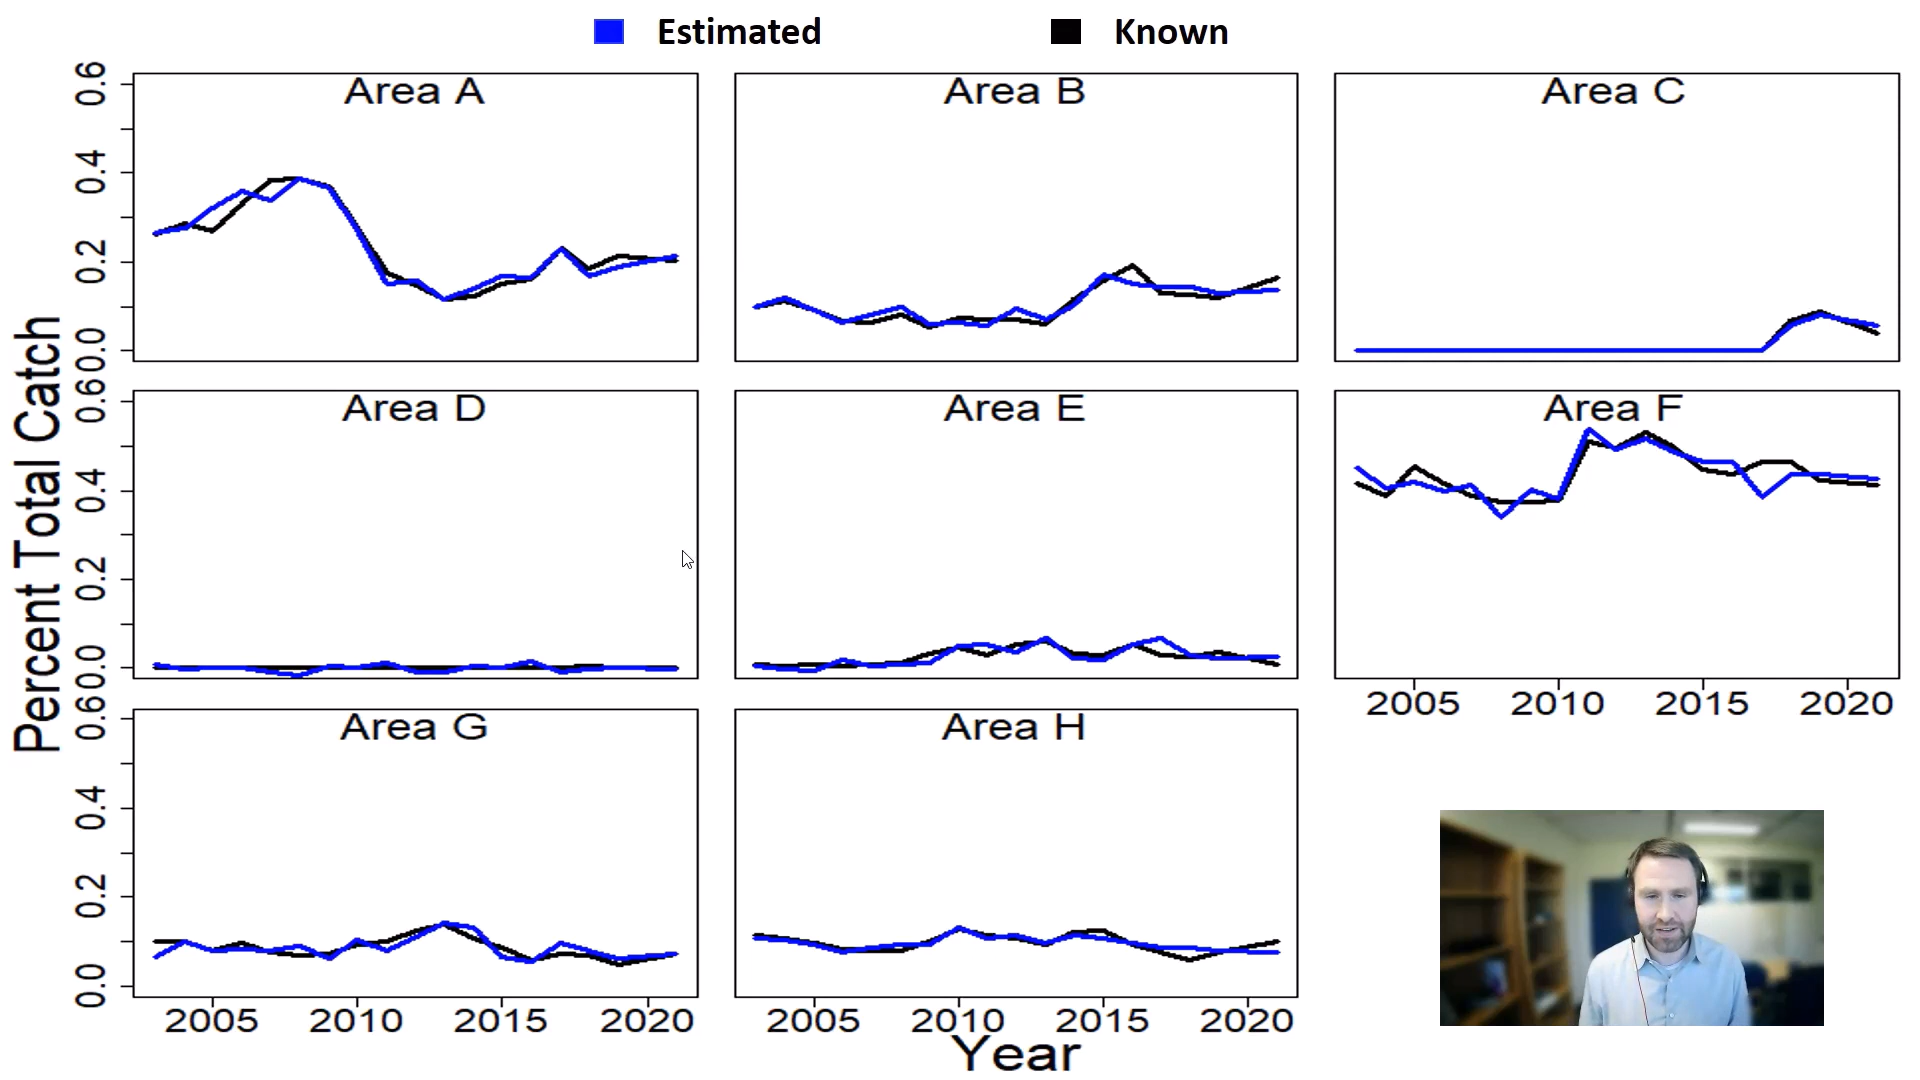 Estimated Known
Area A Area B Area C
0.6
0.4
0.2
0.0
Area D Area E Area F
0.6
0.4
0.2
0.0
2005 2010 2015 2020
Area G Area H
0.6
0.4
0.2
0.0
2005 2010 2015 2020 2005 2010 2015 2020
Percent Total Catch
Year